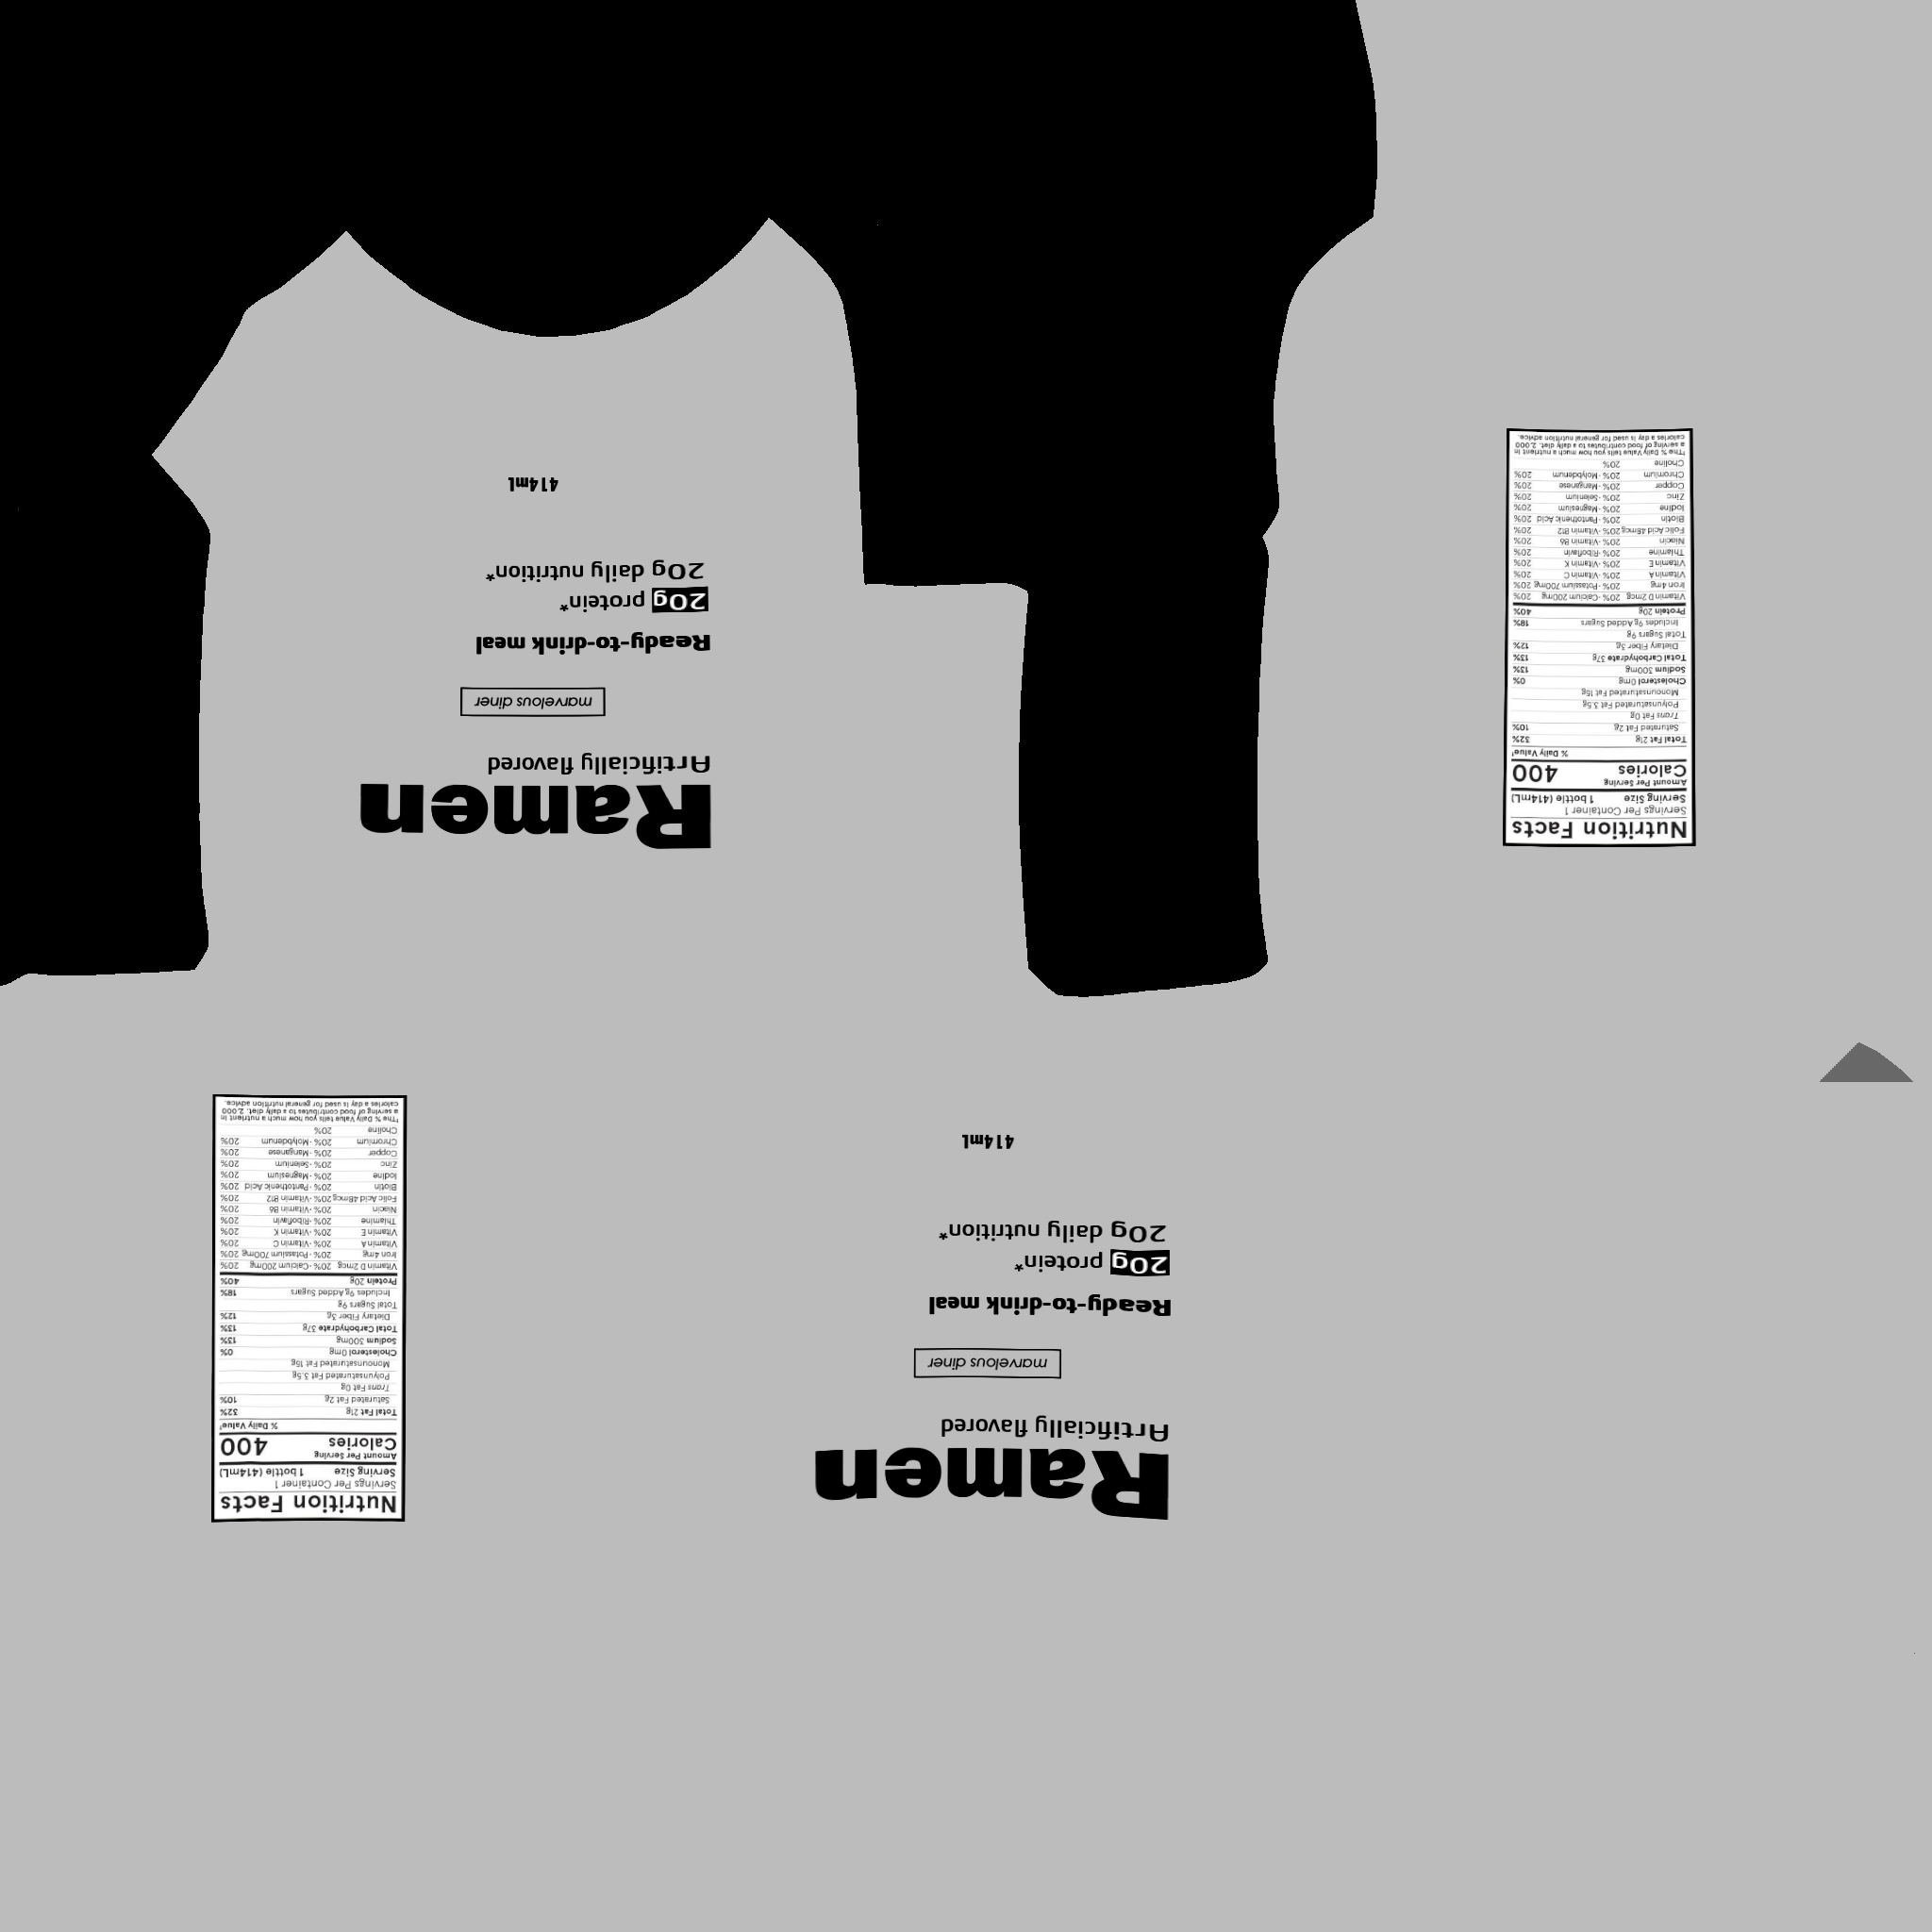 Ramen
Artificially flavored
marvelous diner
Ready-to-drink meal
20g protein*
20g daily nutrition*
414mL
Nutrition Facts
Servings Per Container 1
Serving Size 1 bottle (414mL)
Amount Per Serving
Calories 400
% Daily Value†
Total Fat 21g 32%
Saturated Fat 2g 10%
Trans Fat 0g
Polyunsaturated Fat 3.5g
Monounsaturated Fat 15g
Cholesterol 0mg 0%
Sodium 300mg 13%
Total Carbohydrate 37g 13%
Dietary Fiber 3g 12%
Total Sugars 9g
Includes 9g Added Sugars 18%
Protein 20g 40%
Vitamin D 2mcg 20% · Calcium 200mg 20%
Iron 4mg 20% · Potassium 700mg 20%
Vitamin A 20% · Vitamin C 20%
Vitamin E 20% · Vitamin K 20%
Thiamine 20% · Riboflavin 20%
Niacin 20% · Vitamin B6 20%
Folic Acid 48mcg 20% · Vitamin B12 20%
Biotin 20% · Pantothenic Acid 20%
Iodine 20% · Magnesium 20%
Zinc 20% · Selenium 20%
Copper 20% · Manganese 20%
Chromium 20% · Molybdenum 20%
Choline 20%
†The % Daily Value tells you how much a nutrient in
a serving of food contributes to a daily diet. 2,000
calories a day is used for general nutrition advice.
Nutrition Facts
Servings Per Container 1
Serving Size 1 bottle (414mL)
Amount Per Serving
Calories 400
% Daily Value†
Total Fat 21g 32%
Saturated Fat 2g 10%
Trans Fat 0g
Polyunsaturated Fat 3.5g
Monounsaturated Fat 15g
Cholesterol 0mg 0%
Sodium 300mg 13%
Total Carbohydrate 37g 13%
Dietary Fiber 3g 12%
Total Sugars 9g
Includes 9g Added Sugars 18%
Protein 20g 40%
Vitamin D 2mcg 20% · Calcium 200mg 20%
Iron 4mg 20% · Potassium 700mg 20%
Vitamin A 20% · Vitamin C 20%
Vitamin E 20% · Vitamin K 20%
Thiamine 20% · Riboflavin 20%
Niacin 20% · Vitamin B6 20%
Folic Acid 48mcg 20% · Vitamin B12 20%
Biotin 20% · Pantothenic Acid 20%
Iodine 20% · Magnesium 20%
Zinc 20% · Selenium 20%
Copper 20% · Manganese 20%
Chromium 20% · Molybdenum 20%
Choline 20%
†The % Daily Value tells you how much a nutrient in
a serving of food contributes to a daily diet. 2,000
calories a day is used for general nutrition advice.
Ramen
Artificially flavored
marvelous diner
Ready-to-drink meal
20g protein*
20g daily nutrition*
414mL